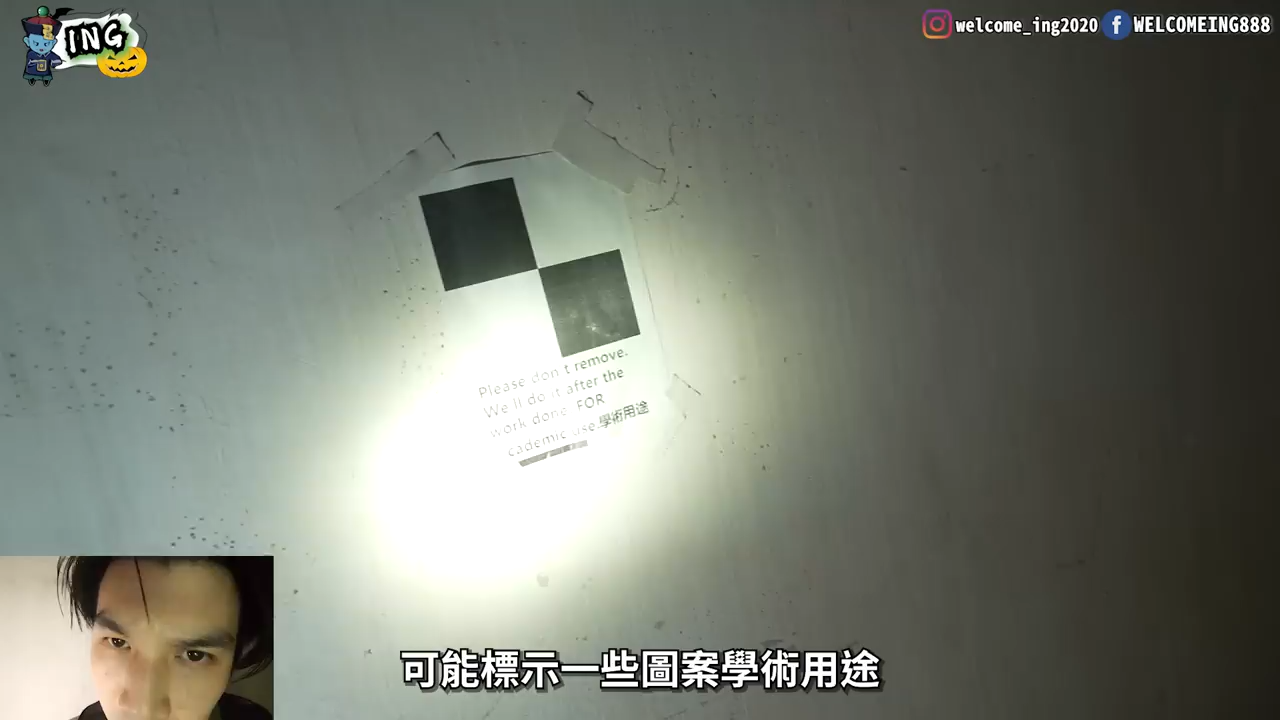 ING
welcome_ing2020
WELCOMEING888
Please don't remove.
We'll do it after the
work done. FOR
cademic use.學術用途
可能標示一些圖案學術用途